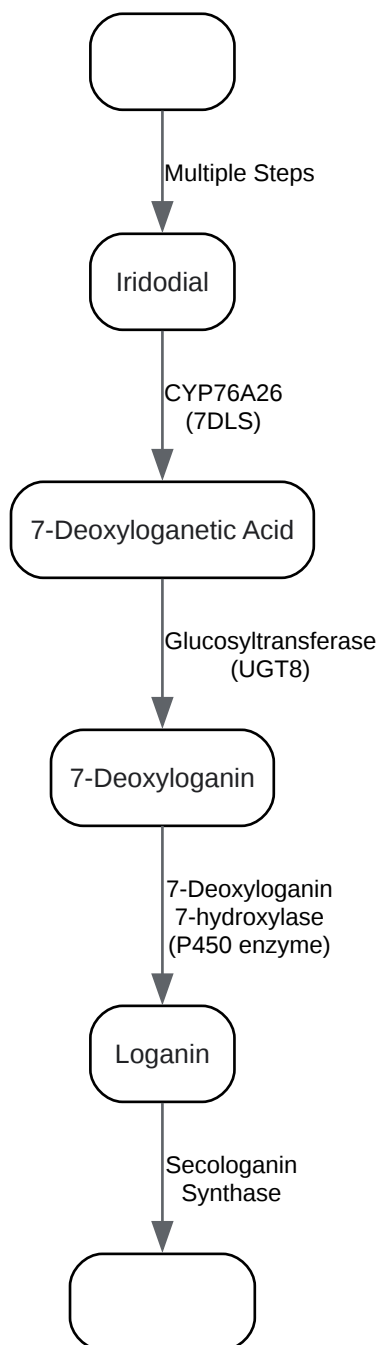 Multiple Steps
Iridodial
CYP76A26
(7DLS)
7-Deoxyloganetic Acid
Glucosyltransferase
(UGT8)
7-Deoxyloganin
7-Deoxyloganin
7-hydroxylase
(P450 enzyme)
Loganin
Secologanin
Synthase